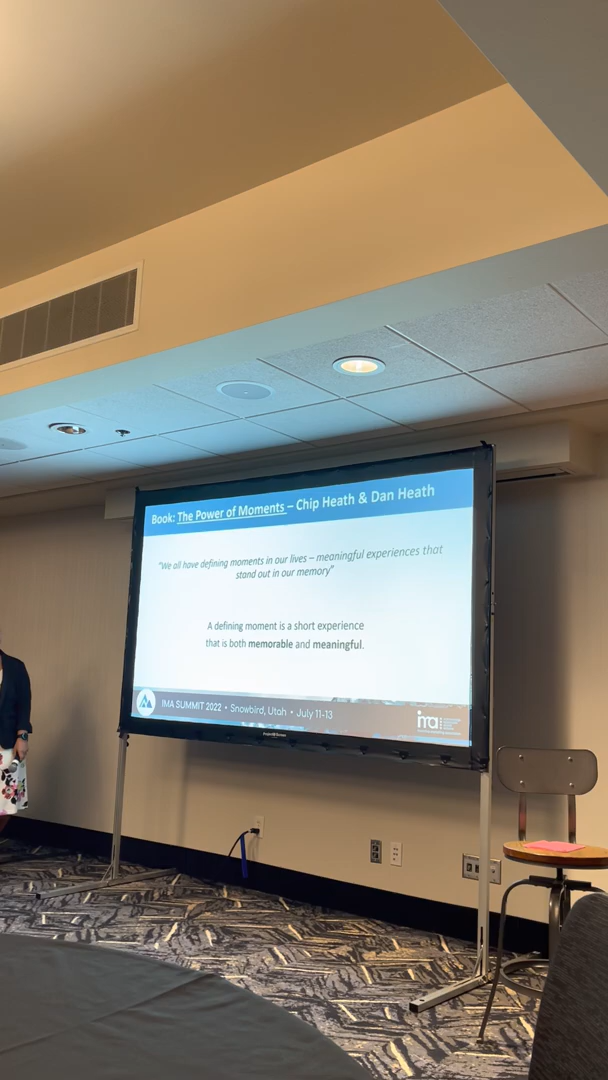 Book: The Power of Moments – Chip Heath & Dan Heath
"We all have defining moments in our lives – meaningful experiences that
stand out in our memory"
A defining moment is a short experience
that is both memorable and meaningful.
IMA SUMMIT 2022 • Snowbird, Utah • July 11-13
ima